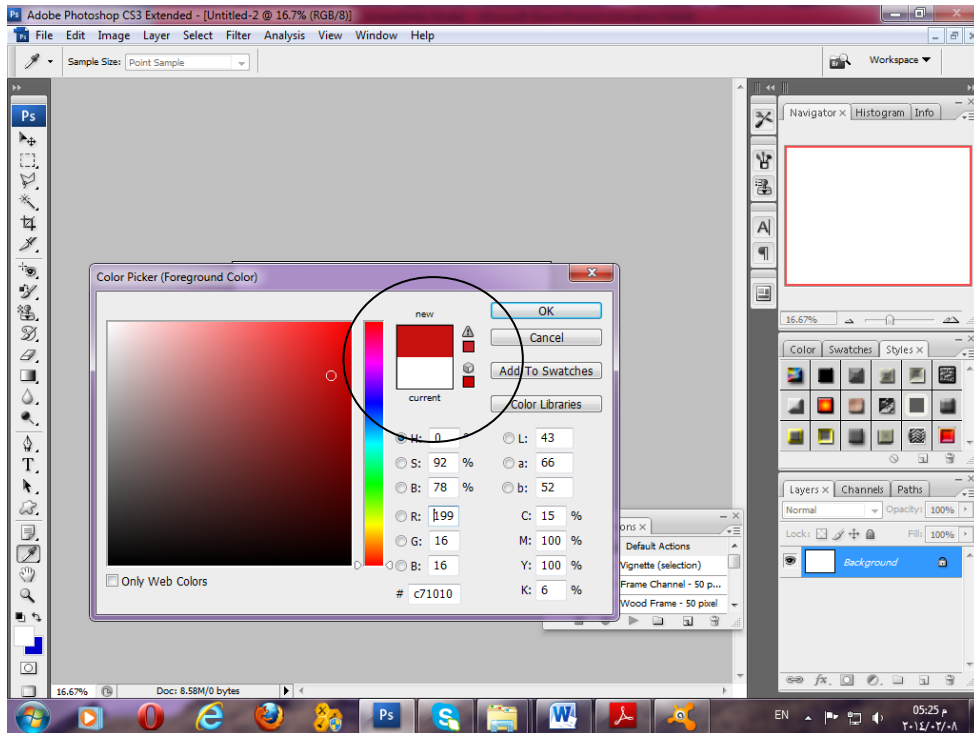 Adobe Photoshop CS3 Extended - [Untitled-2 @ 16.7% (RGB/8)]
File Edit Image Layer Select Filter Analysis View Window Help
Sample Size: Point Sample
Workspace
Ps
Navigator Histogram Info
16.67%
Color Picker (Foreground Color)
new
current
OK
Cancel
Add To Swatches
Color Libraries
H: 0 °
S: 92 %
B: 78 %
R: 199
G: 16
B: 16
# c71010
L: 43
a: 66
b: 52
C: 15 %
M: 100 %
Y: 100 %
K: 6 %
Only Web Colors
Default Actions
Vignette (selection)
Frame Channel - 50 p...
Wood Frame - 50 pixel
Color Swatches Styles
Layers Channels Paths
Normal Opacity: 100%
Lock: Fill: 100%
Background
16.67% Doc: 8.58M/0 bytes
Ps
EN
05:25 م
٢٠١٤/٠٢/٠٨